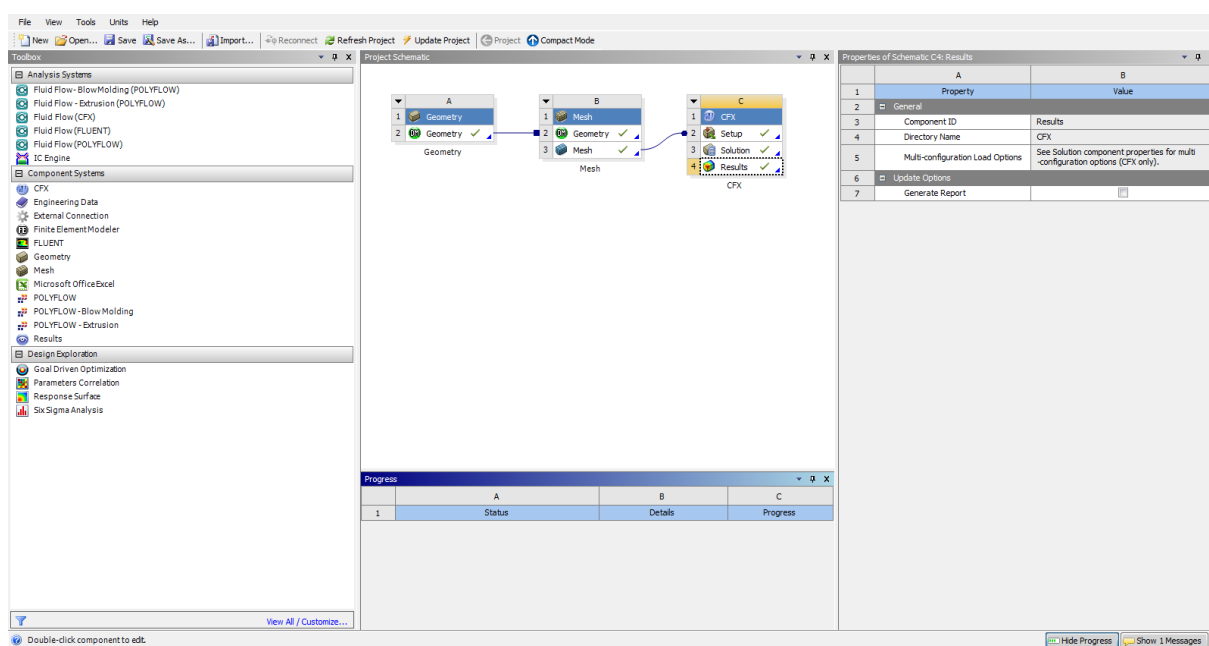 File View Tools Units Help
New Open... Save Save As... Import... Reconnect Refresh Project Update Project Project Compact Mode
Toolbox
Analysis Systems
Fluid Flow-BlowMolding (POLYFLOW)
Fluid Flow - Extrusion (POLYFLOW)
Fluid Flow (CFX)
Fluid Flow (FLUENT)
Fluid Flow (POLYFLOW)
IC Engine
Component Systems
CFX
Engineering Data
External Connection
Finite Element Modeler
FLUENT
Geometry
Mesh
Microsoft Office Excel
POLYFLOW
POLYFLOW - Blow Molding
POLYFLOW - Extrusion
Results
Design Exploration
Goal Driven Optimization
Parameters Correlation
Response Surface
Six Sigma Analysis
View All / Customize...
Project Schematic
A
1 Geometry
2 Geometry
Geometry
B
1 Mesh
2 Geometry
3 Mesh
Mesh
C
1 CFX
2 Setup
3 Solution
4 Results
CFX
Progress
A B C
1 Status Details Progress
Properties of Schematic C4: Results
A B
1 Property Value
2 General
3 Component ID Results
4 Directory Name CFX
5 Multi-configuration Load Options See Solution component properties for multi
-configuration options (CFX only).
6 Update Options
7 Generate Report
Double-click component to edit.
Hide Progress Show 1 Messages